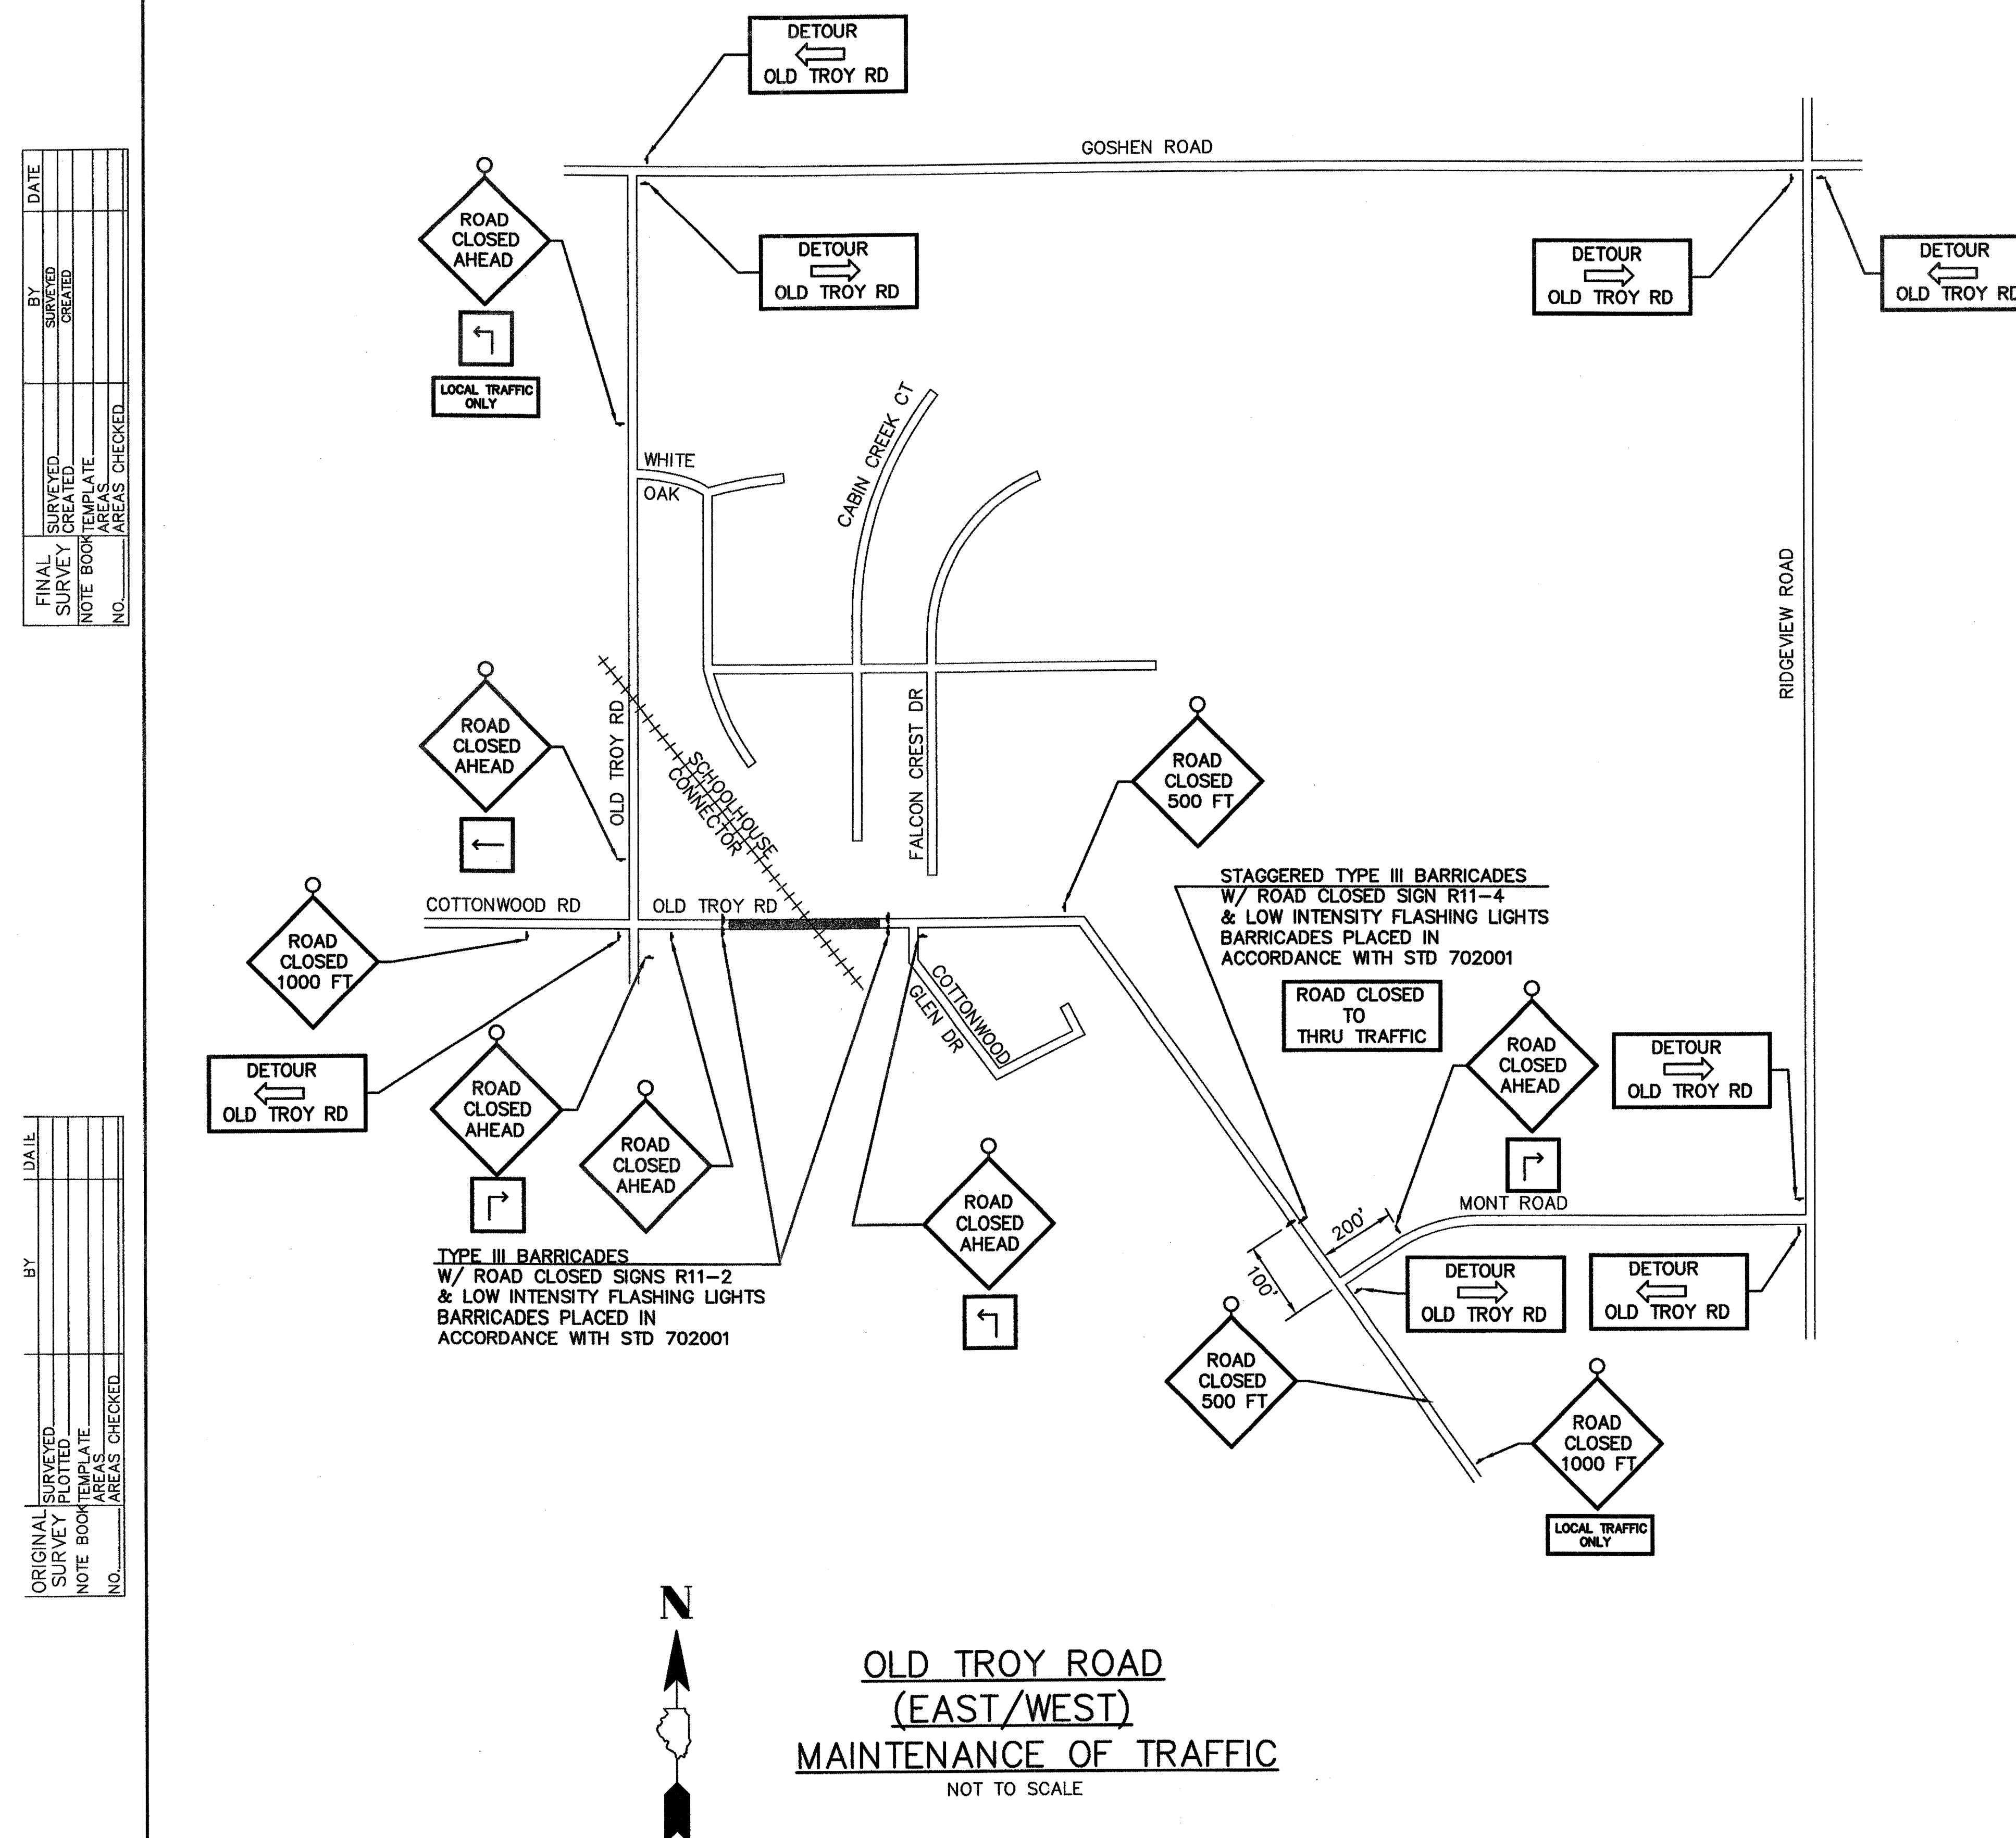 DETOUR
OLD TROY RD
GOSHEN ROAD
ROAD
CLOSED
AHEAD
LOCAL TRAFFIC
ONLY
DETOUR
OLD TROY RD
DETOUR
OLD TROY RD
DETOUR
OLD TROY RD
WHITE
OAK
CABIN CREEK CT
RIDGEVIEW ROAD
ROAD
CLOSED
AHEAD
OLD TROY RD
SCHOOLHOUSE
CONNECTOR
FALCON CREST DR
ROAD
CLOSED
500 FT
COTTONWOOD RD
OLD TROY RD
ROAD
CLOSED
1000 FT
STAGGERED TYPE III BARRICADES
W/ ROAD CLOSED SIGN R11-4
& LOW INTENSITY FLASHING LIGHTS
BARRICADES PLACED IN
ACCORDANCE WITH STD 702001
ROAD CLOSED
TO
THRU TRAFFIC
COTTONWOOD
GLEN DR
DETOUR
OLD TROY RD
ROAD
CLOSED
AHEAD
ROAD
CLOSED
AHEAD
ROAD
CLOSED
AHEAD
ROAD
CLOSED
AHEAD
DETOUR
OLD TROY RD
MONT ROAD
200'
100'
TYPE III BARRICADES
W/ ROAD CLOSED SIGNS R11-2
& LOW INTENSITY FLASHING LIGHTS
BARRICADES PLACED IN
ACCORDANCE WITH STD 702001
DETOUR
OLD TROY RD
DETOUR
OLD TROY RD
ROAD
CLOSED
500 FT
ROAD
CLOSED
1000 FT
LOCAL TRAFFIC
ONLY
N
OLD TROY ROAD
(EAST/WEST)
MAINTENANCE OF TRAFFIC
NOT TO SCALE
FINAL
SURVEY
NOTE BOOK
NO.
SURVEYED
CREATED
TEMPLATE
AREAS
AREAS CHECKED
BY
SURVEYED
CREATED
DATE
ORIGINAL
SURVEY
NOTE BOOK
NO.
SURVEYED
PLOTTED
TEMPLATE
AREAS
AREAS CHECKED
BY
DATE